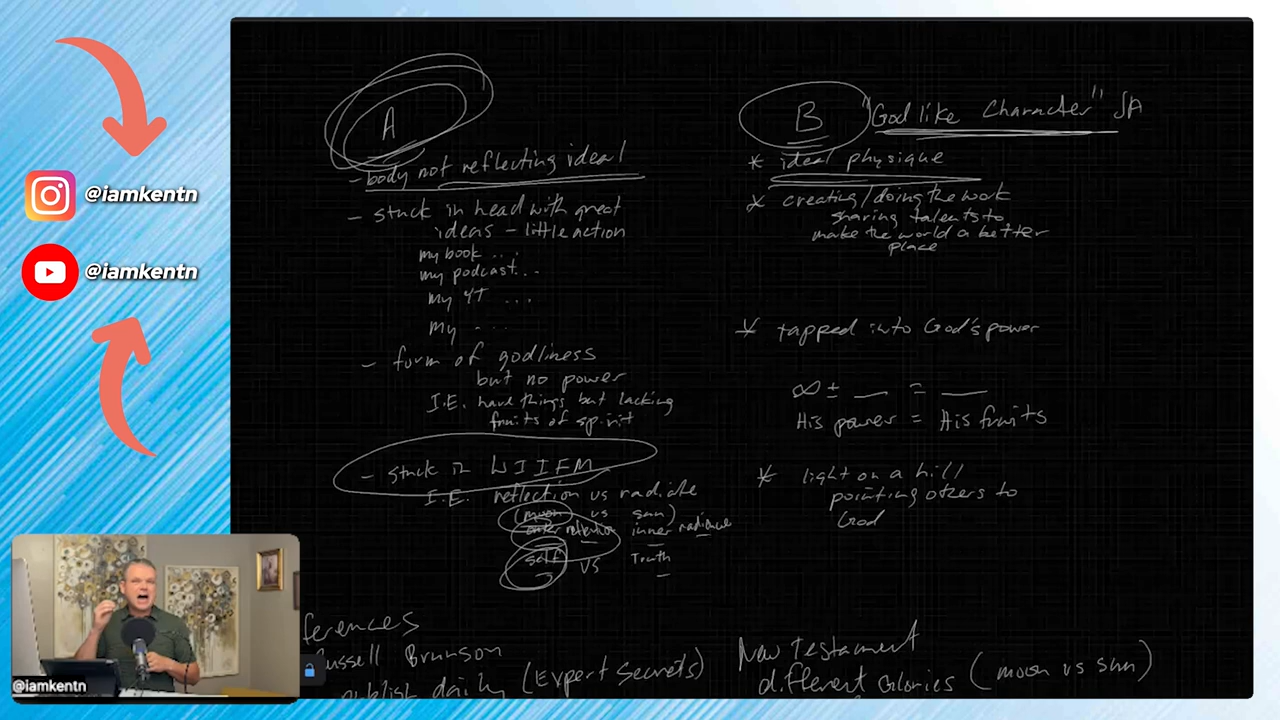 @iamkentn
@iamkentn
A
- body not reflecting ideal
- stuck in head with great
ideas - little action
my book ...
my podcast...
my YT ...
my ....
- form of godliness
but no power
I.E. have things but lacking
fruits of spirit
- stuck in WIIFM
I.E. reflection vs radiate
(moon vs sun)
outer reflection inner radiance
self vs Truth
B "God like Character"
* ideal physique
* creating/doing the work
sharing talents to
make the world a better
place
* tapped into God's power
∞ ± __ = __
His power = His fruits
* light on a hill
pointing others to
God
ferences
ussell Brunson
publish daily (Expert Secrets)
New Testament
different Glories (moon vs sun)
@iamkentn